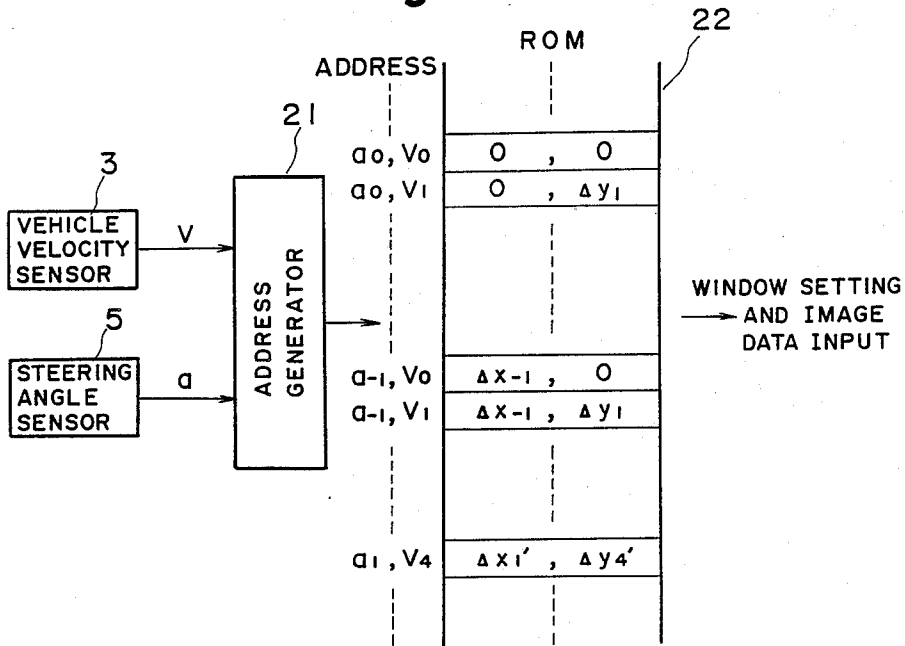 22
ROM
ADDRESS
21
a0, V0 0 , 0
a0, V1 0 , Δy1
3
VEHICLE
VELOCITY
SENSOR
V
ADDRESS
GENERATOR
WINDOW SETTING
AND IMAGE
DATA INPUT
5
STEERING
ANGLE
SENSOR
a
a-1, V0 Δx-1 , 0
a-1, V1 Δx-1 , Δy1
a1, V4 Δx1' , Δy4'